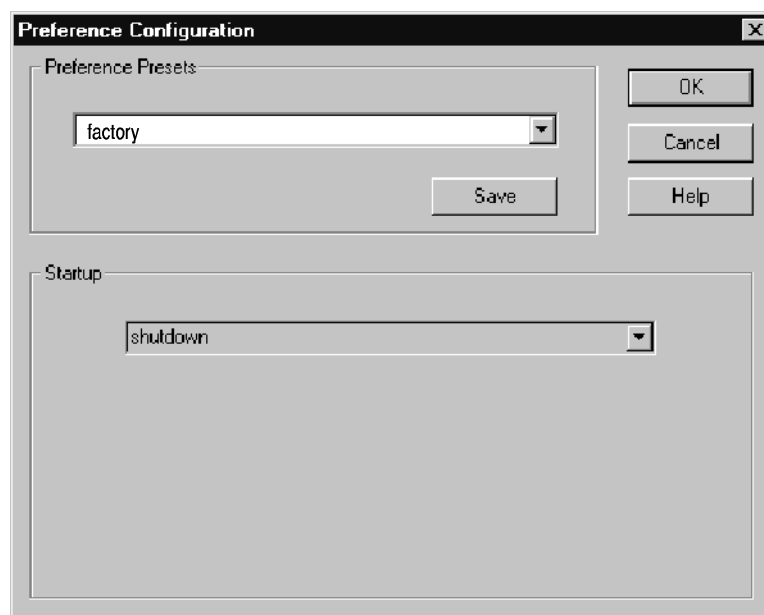 Preference Configuration
Preference Presets
factory
Save
OK
Cancel
Help
Startup
shutdown